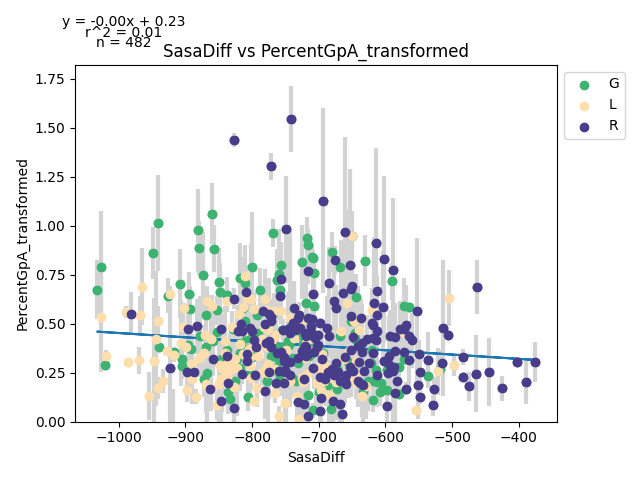 y = -0.00x + 0.23
r^2 = 0.01
n = 482
SasaDiff vs PercentGpA_transformed
G
L
R
PercentGpA_transformed
1.75
1.50
1.25
1.00
0.75
0.50
0.25
0.00
−1000 −900 −800 −700 −600 −500 −400
SasaDiff